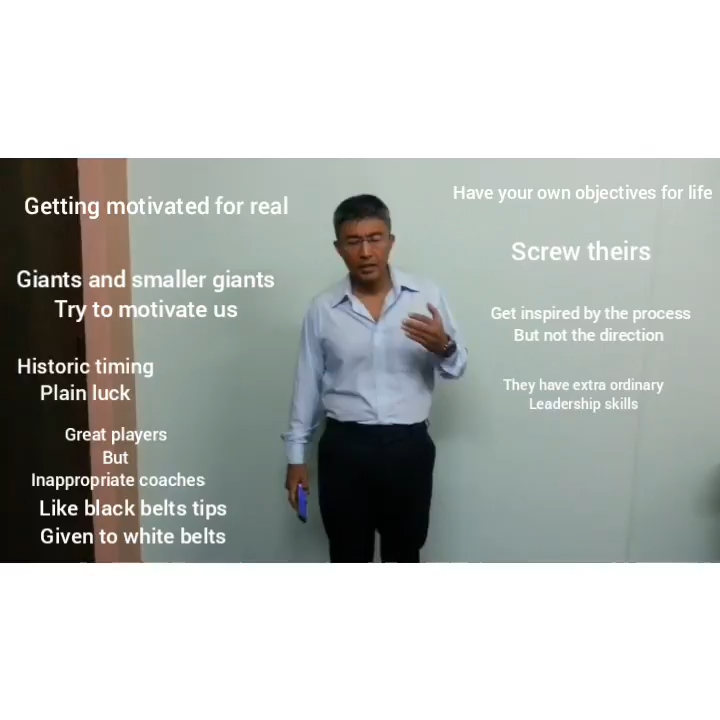 Getting motivated for real
Giants and smaller giants
Try to motivate us
Historic timing
Plain luck
Great players
But
Inappropriate coaches
Like black belts tips
Given to white belts
Have your own objectives for life
Screw theirs
Get inspired by the process
But not the direction
They have extra ordinary
Leadership skills